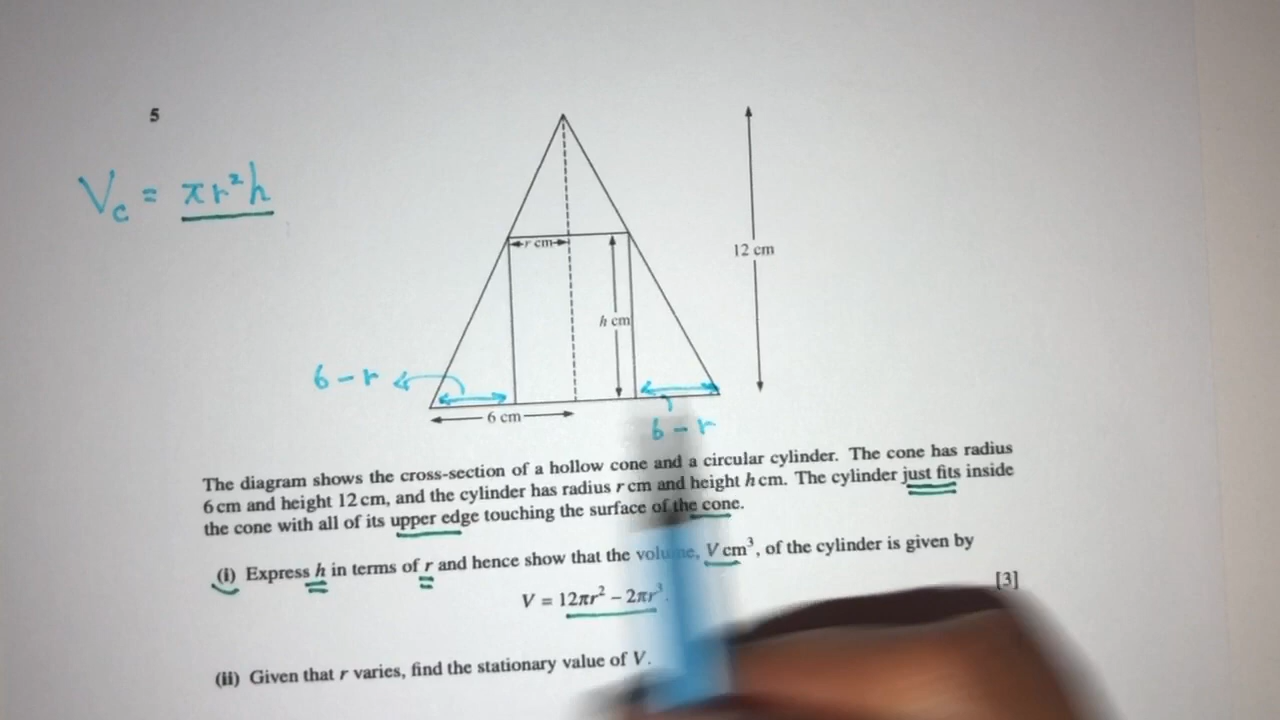 5
Vc = πr²h
r cm
12 cm
h cm
6 - r
6 cm
6 - r
The diagram shows the cross-section of a hollow cone and a circular cylinder. The cone has radius
6 cm and height 12 cm, and the cylinder has radius r cm and height h cm. The cylinder just fits inside
the cone with all of its upper edge touching the surface of the cone.
(i) Express h in terms of r and hence show that the volume, V cm³, of the cylinder is given by
V = 12πr² – 2πr³.
[3]
(ii) Given that r varies, find the stationary value of V.